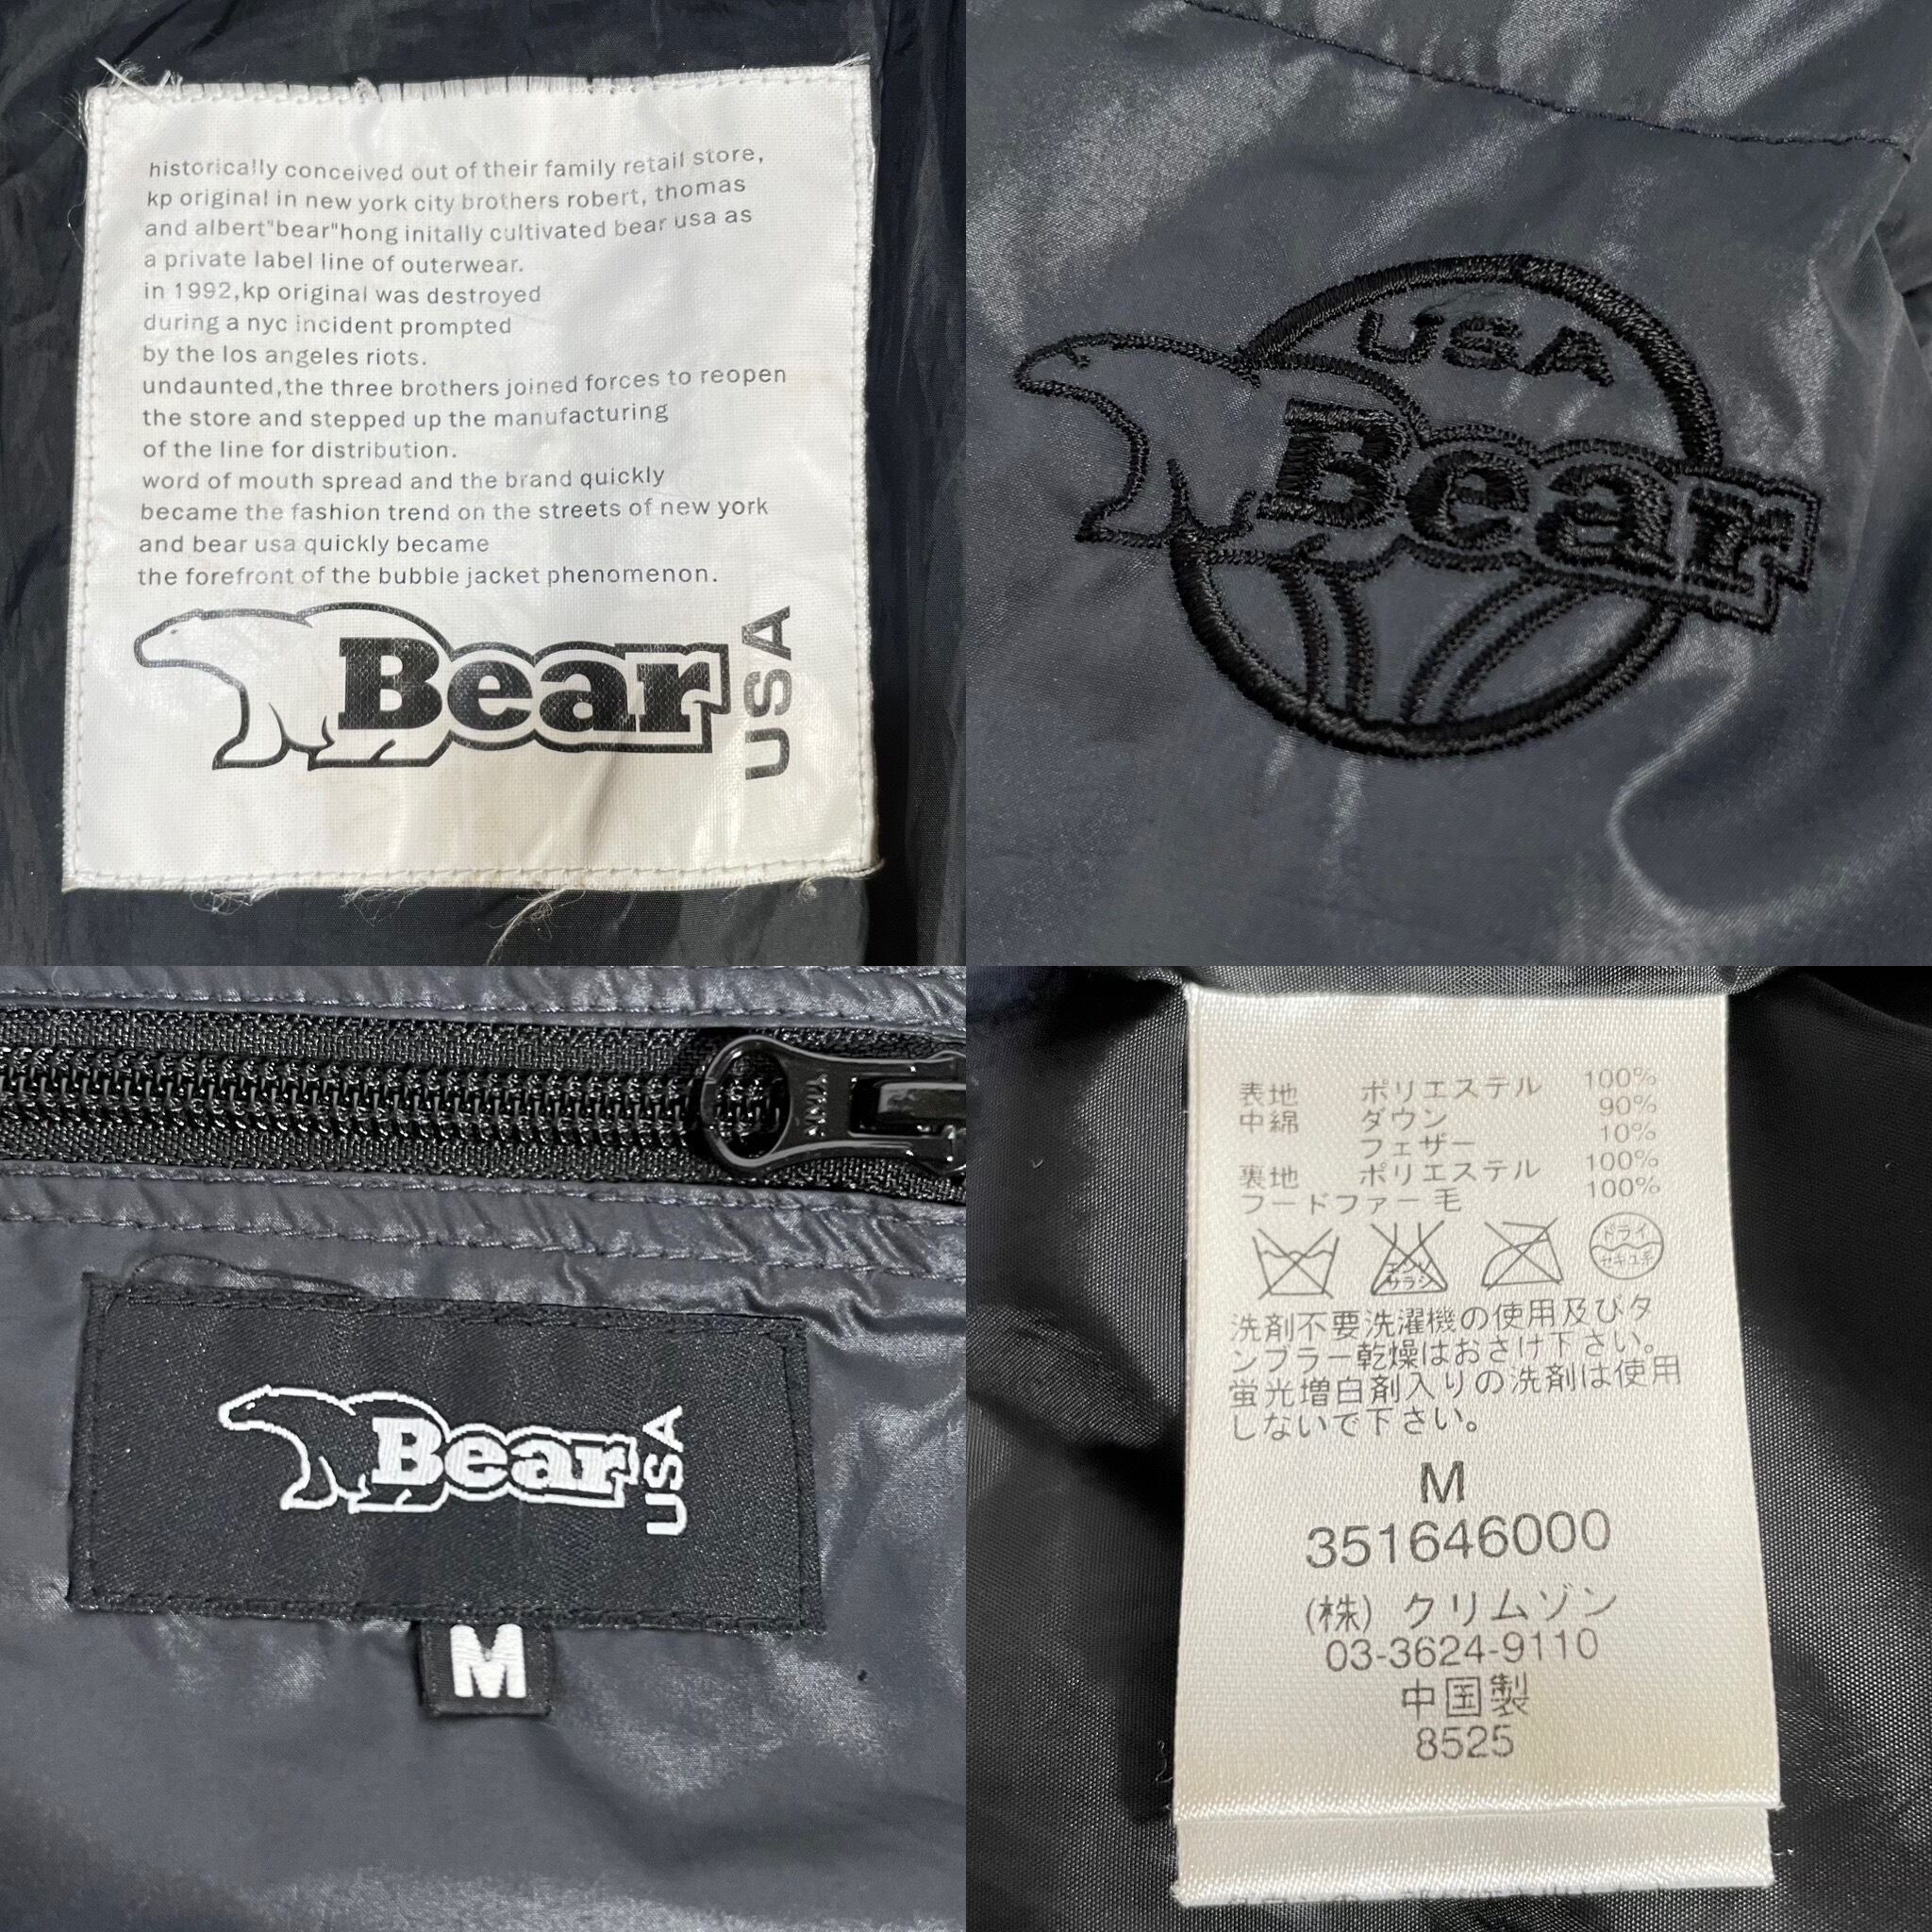 historically conceived out of their family retail store,
kp original in new york city brothers robert, thomas
and albert"bear"hong initally cultivated bear usa as
a private label line of outerwear.
in 1992,kp original was destroyed
during a nyc incident prompted
by the los angeles riots.
undaunted,the three brothers joined forces to reopen
the store and stepped up the manufacturing
of the line for distribution.
word of mouth spread and the brand quickly
became the fashion trend on the streets of new york
and bear usa quickly became
the forefront of the bubble jacket phenomenon.
Bear USA
USA
Bear
Bear USA
M
表地 ポリエステル 100%
中綿 ダウン 90%
フェザー 10%
裏地 ポリエステル 100%
フードファー 毛 100%
エンソ
サラシ
ドライ
セキユ系
洗剤不要洗濯機の使用及びタ
ンブラー乾燥はおさけ下さい。
蛍光増白剤入りの洗剤は使用
しないで下さい。
M
351646000
(株) クリムゾン
03-3624-9110
中国製
8525